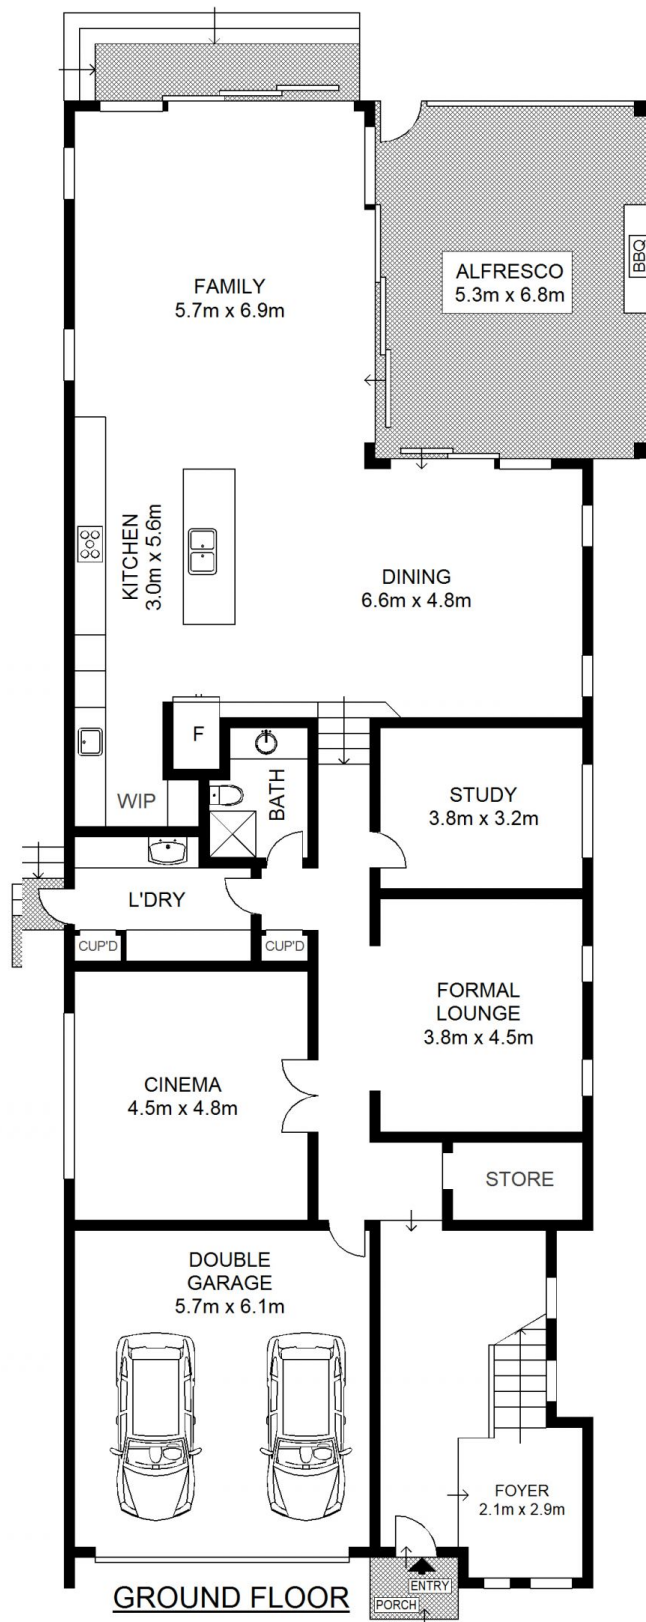 FAMILY
5.7m x 6.9m
ALFRESCO
5.3m x 6.8m
BBQ
KITCHEN
3.0m x 5.6m
DINING
6.6m x 4.8m
F
WIP
BATH
STUDY
3.8m x 3.2m
L'DRY
CUP'D
CUP'D
FORMAL
LOUNGE
3.8m x 4.5m
CINEMA
4.5m x 4.8m
STORE
DOUBLE
GARAGE
5.7m x 6.1m
FOYER
2.1m x 2.9m
ENTRY
PORCH
GROUND FLOOR